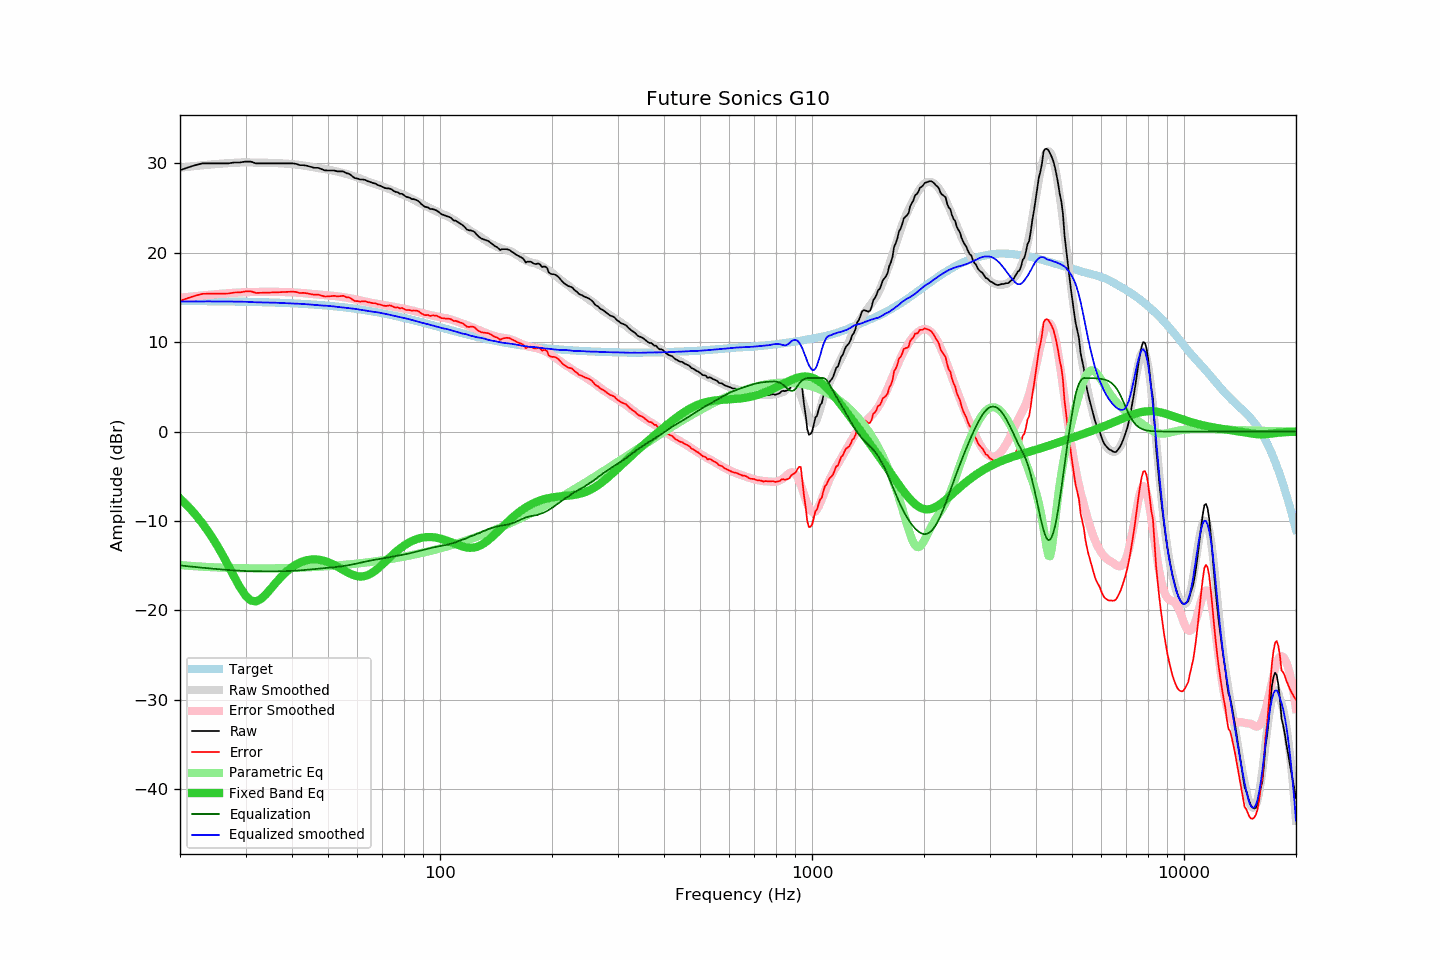 Future Sonics G10
Amplitude (dBr)
30
20
10
0
−10
−20
−30
−40
Target
Raw Smoothed
Error Smoothed
Raw
Error
Parametric Eq
Fixed Band Eq
Equalization
Equalized smoothed
100
1000
10000
Frequency (Hz)